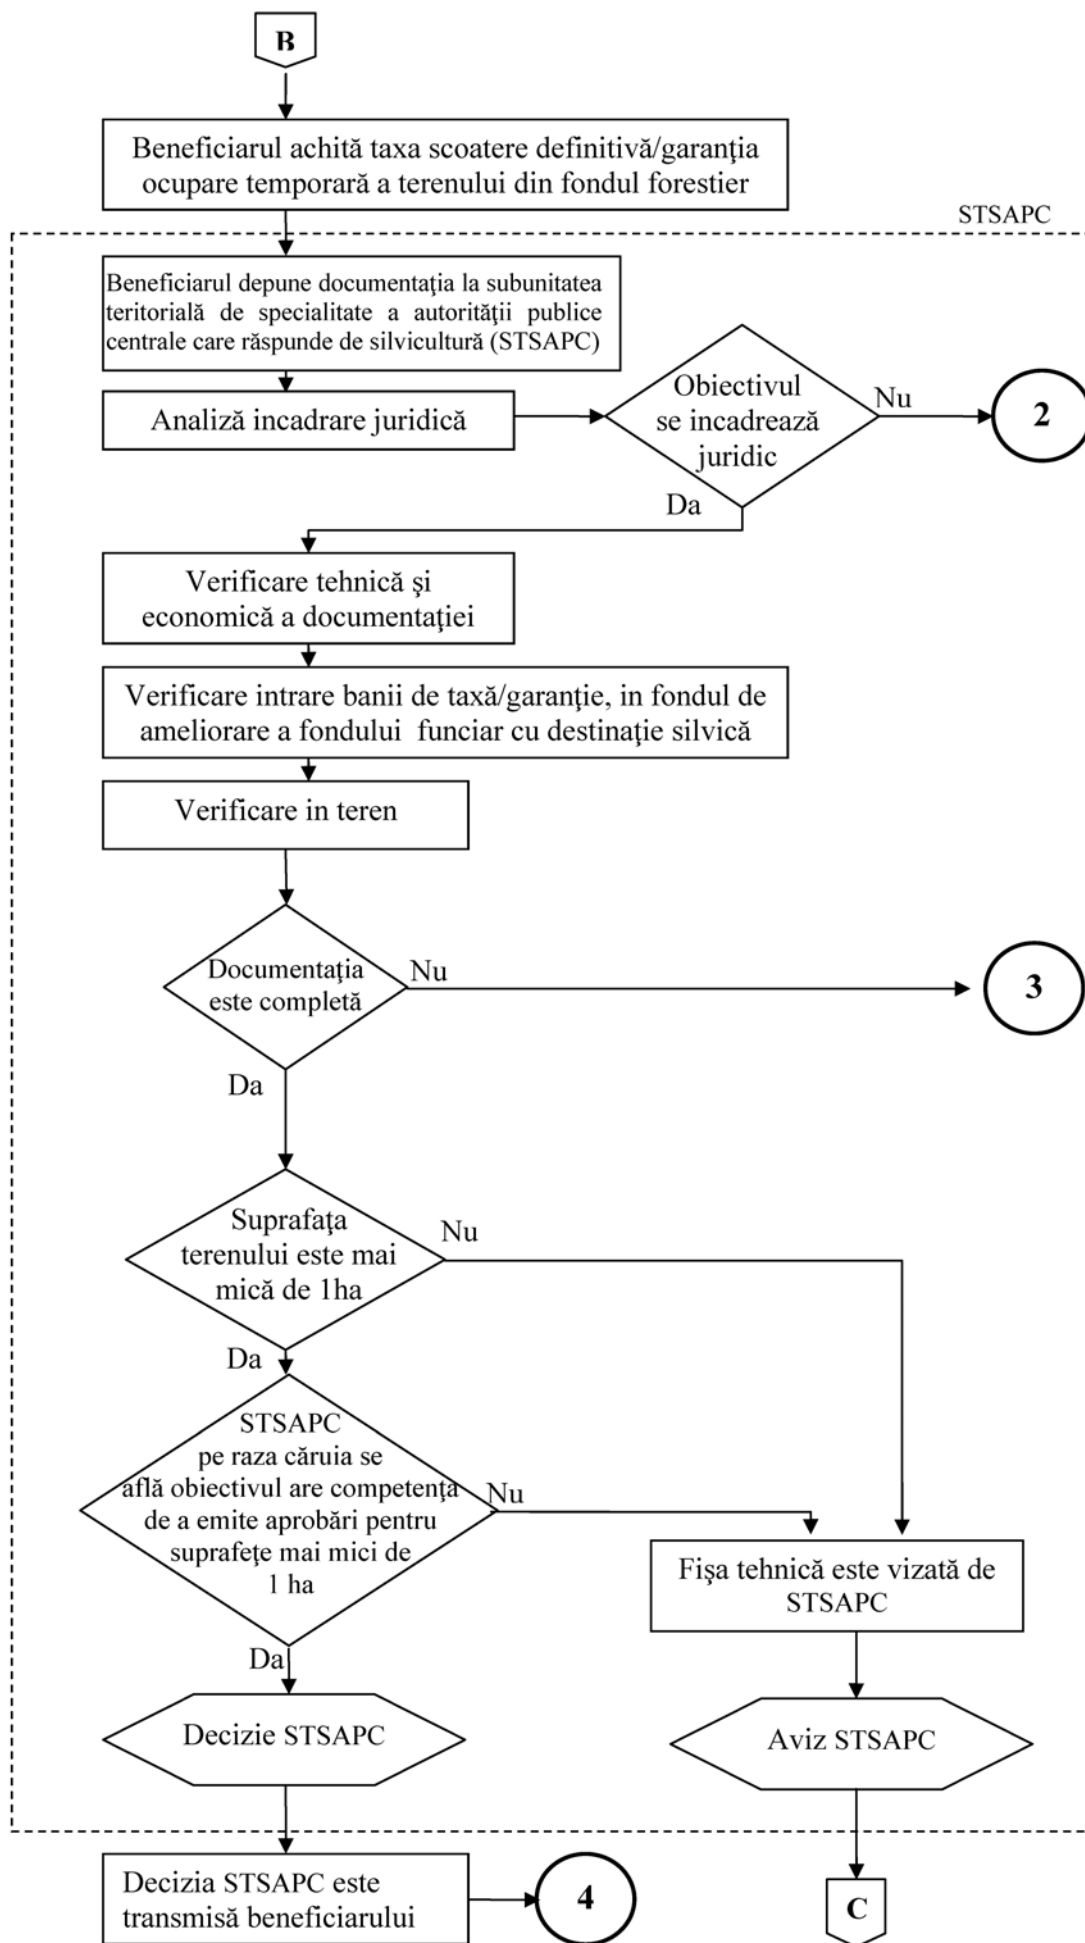 B
Beneficiarul achită taxa scoatere definitivă/garanţia
ocupare temporară a terenului din fondul forestier
STSAPC
Beneficiarul depune documentaţia la subunitatea
teritorială de specialitate a autorităţii publice
centrale care răspunde de silvicultură (STSAPC)
Analiză incadrare juridică
Obiectivul
se incadrează
juridic
Nu
2
Da
Verificare tehnică şi
economică a documentaţiei
Verificare intrare banii de taxă/garanţie, in fondul de
ameliorare a fondului funciar cu destinaţie silvică
Verificare in teren
Documentaţia
este completă
Nu
3
Da
Suprafaţa
terenului este mai
mică de 1ha
Nu
Da
STSAPC
pe raza căruia se
află obiectivul are competenţa
de a emite aprobări pentru
suprafeţe mai mici de
1 ha
Nu
Fişa tehnică este vizată de
STSAPC
Da
Decizie STSAPC
Aviz STSAPC
Decizia STSAPC este
transmisă beneficiarului
4
C